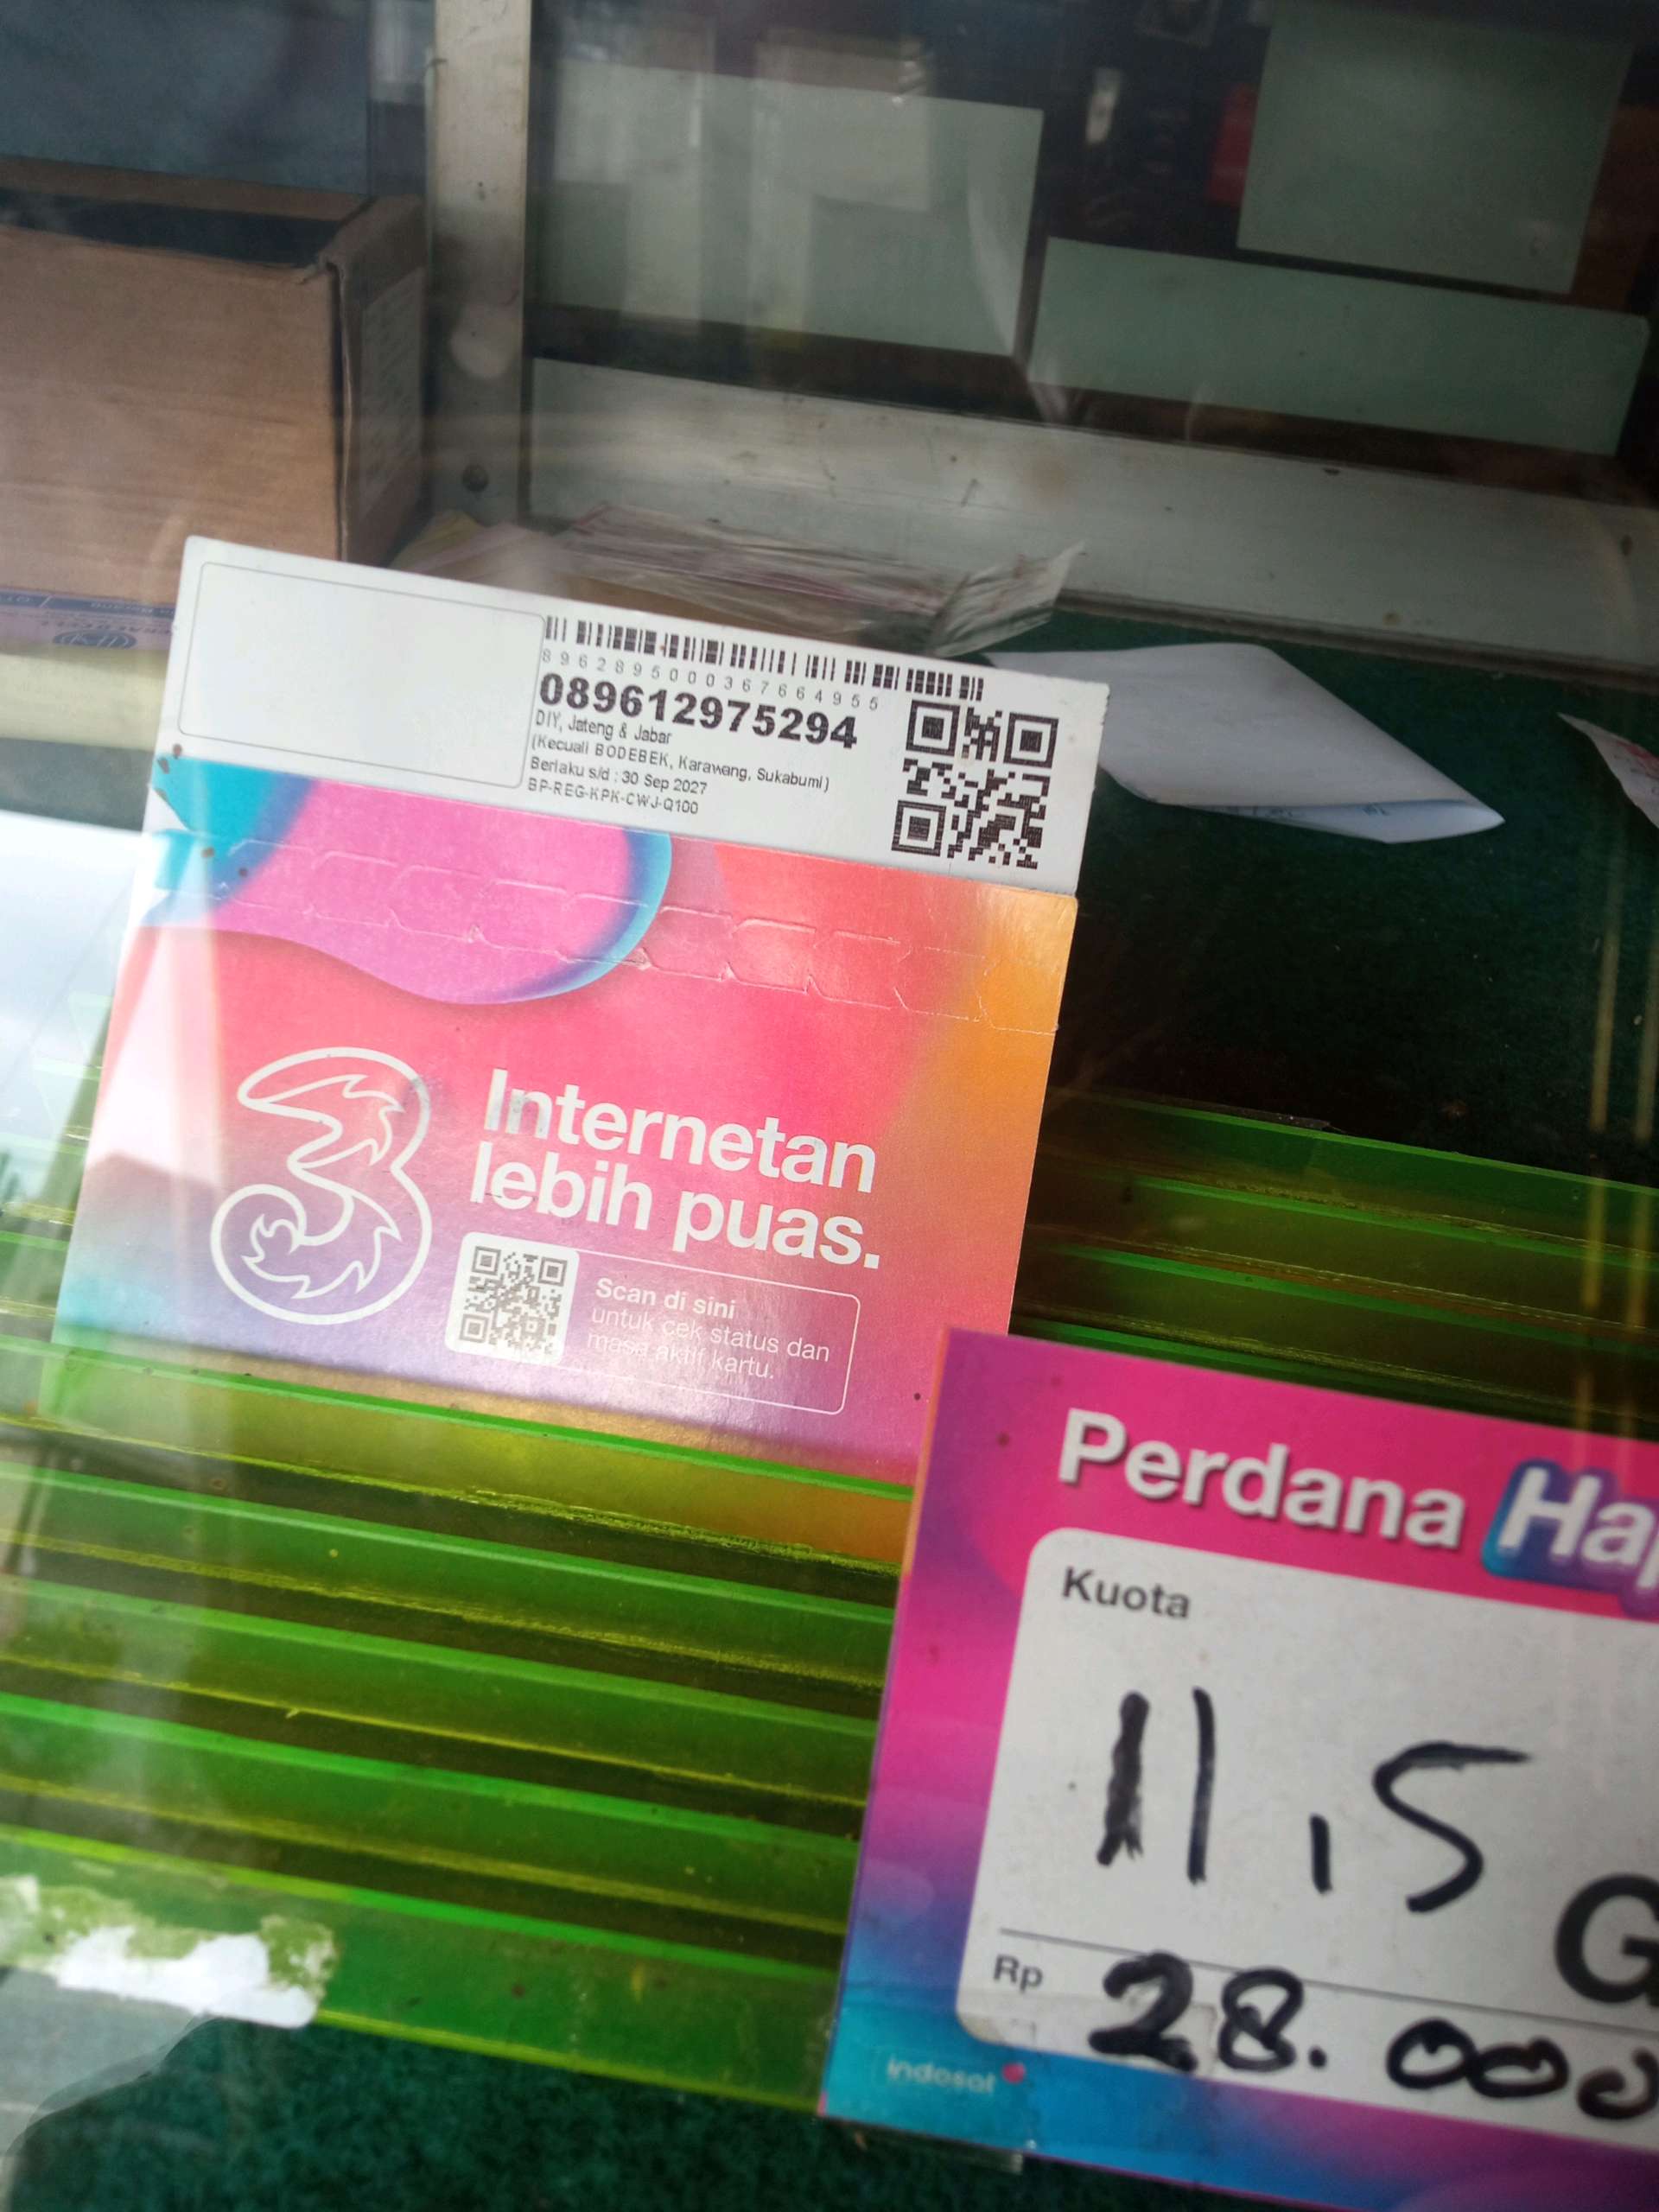 8962895000367664955
089612975294
DIY, Jateng & Jabar
(Kecuali BODEBEK, Karawang, Sukabumi)
Berlaku s/d : 30 Sep 2027
BP-REG-KPK-CWJ-Q100
3
Internetan
lebih puas.
Scan di sini
untuk cek status dan
masa aktif kartu.
Perdana Hap
Kuota
11,5 G
Rp 28.000
indosat